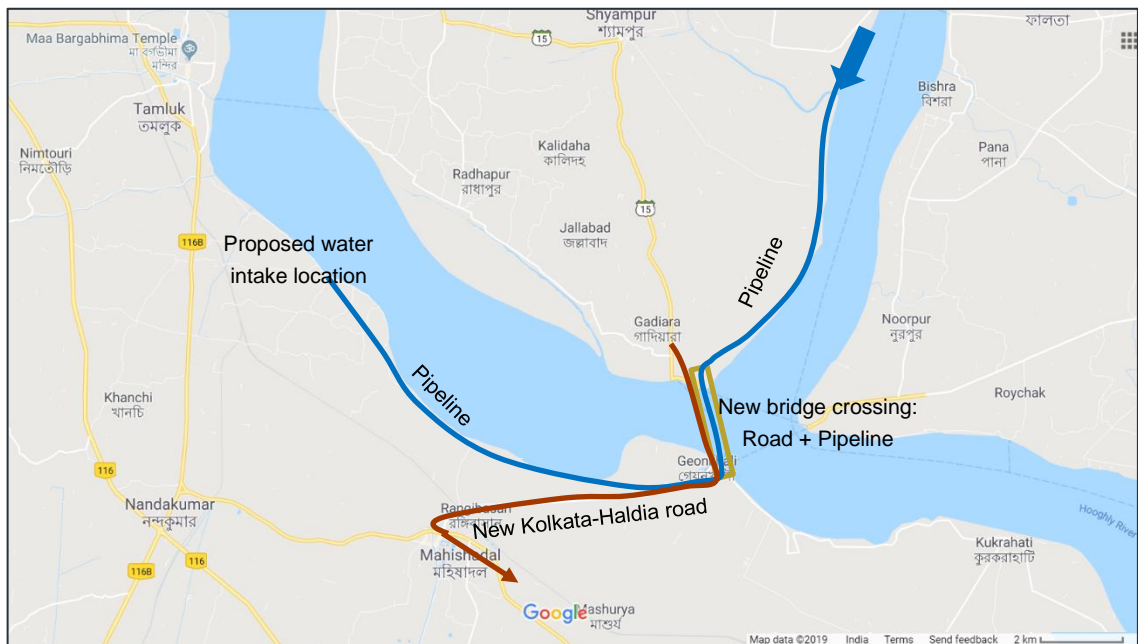 Shyampur
শ্যামপুর
ফালতা
Maa Bargabhima
Temple
মা বর্গভীমা
মন্দির
15
Bishra
বিশরা
Tamluk
তমলুক
Kalidaha
কালিদহ
Pana
পানা
Nimtouri
নিমতৌড়ি
Radhapur
রাধাপুর
15
Jallabad
জল্লাবাদ
116B
Proposed water
intake location
Pipeline
Gadiara
গাদিয়ারা
Noorpur
নুরপুর
Pipeline
Khanchi
খানচি
Roychak
New bridge crossing:
Road + Pipeline
116
Nandakumar
নন্দকুমার
New Kolkata-Haldia road
Hooghly River
116
116B
Mahishadal
মহিষাদল
Kukrahati
কুকরাহাটি
Google
Mashurya
মাশুর্য
Map data ©2019 India Terms Send feedback 2 km